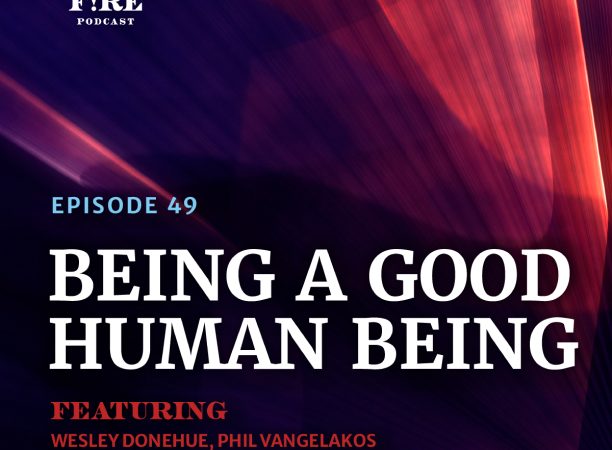 F!RE
PODCAST
EPISODE 49
BEING A GOOD
HUMAN BEING
FEATURING
WESLEY DONEHUE, PHIL VANGELAKOS